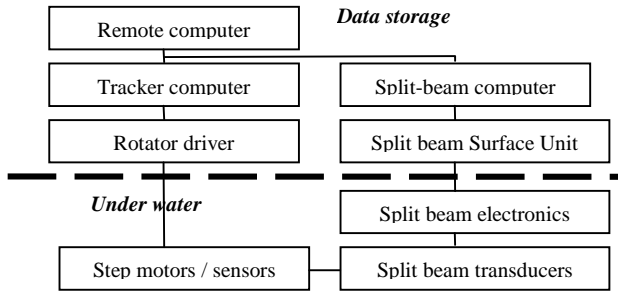 Data storage
Remote computer
Tracker computer
Split-beam computer
Rotator driver
Split beam Surface Unit
Under water
Split beam electronics
Step motors / sensors
Split beam transducers